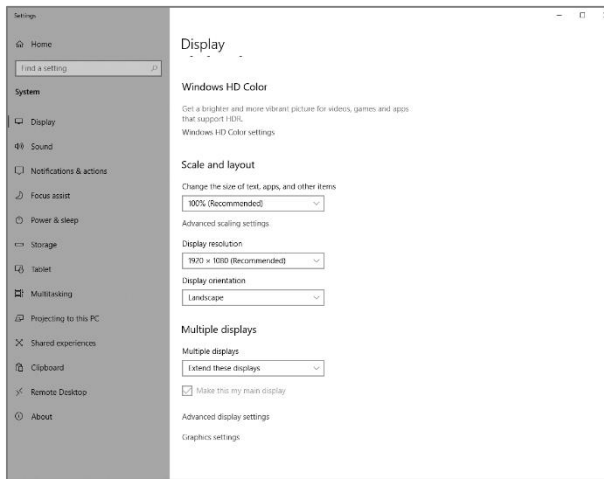 Settings
Home
Find a setting
System
Display
Sound
Notifications & actions
Focus assist
Power & sleep
Storage
Tablet
Multitasking
Projecting to this PC
Shared experiences
Clipboard
Remote Desktop
About
Display
Windows HD Color
Get a brighter and more vibrant picture for videos, games and apps
that support HDR.
Windows HD Color settings
Scale and layout
Change the size of text, apps, and other items
100% (Recommended)
Advanced scaling settings
Display resolution
1920 × 1080 (Recommended)
Display orientation
Landscape
Multiple displays
Multiple displays
Extend these displays
Make this my main display
Advanced display settings
Graphics settings